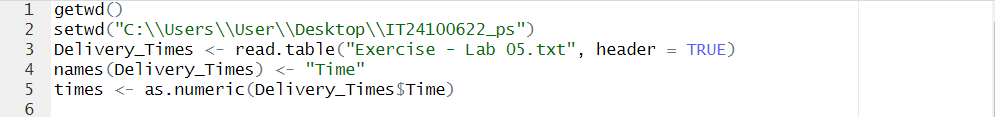 1 getwd()
2 setwd("C:\\Users\\User\\Desktop\\IT24100622_ps")
3 Delivery_Times <- read.table("Exercise - Lab 05.txt", header = TRUE)
4 names(Delivery_Times) <- "Time"
5 times <- as.numeric(Delivery_Times$Time)
6